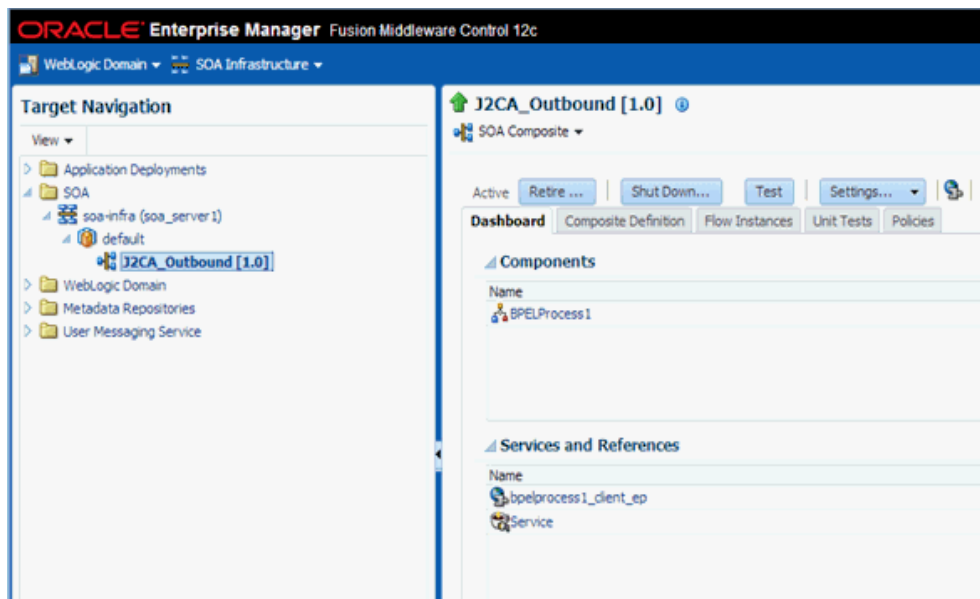 ORACLE Enterprise Manager Fusion Middleware Control 12c
WebLogic Domain SOA Infrastructure
Target Navigation
View
Application Deployments
SOA
soa-infra (soa_server1)
default
J2CA_Outbound [1.0]
WebLogic Domain
Metadata Repositories
User Messaging Service
J2CA_Outbound [1.0]
SOA Composite
Active Retire ... Shut Down... Test Settings...
Dashboard Composite Definition Flow Instances Unit Tests Policies
Components
Name
BPELProcess1
Services and References
Name
bpelprocess1_client_ep
Service